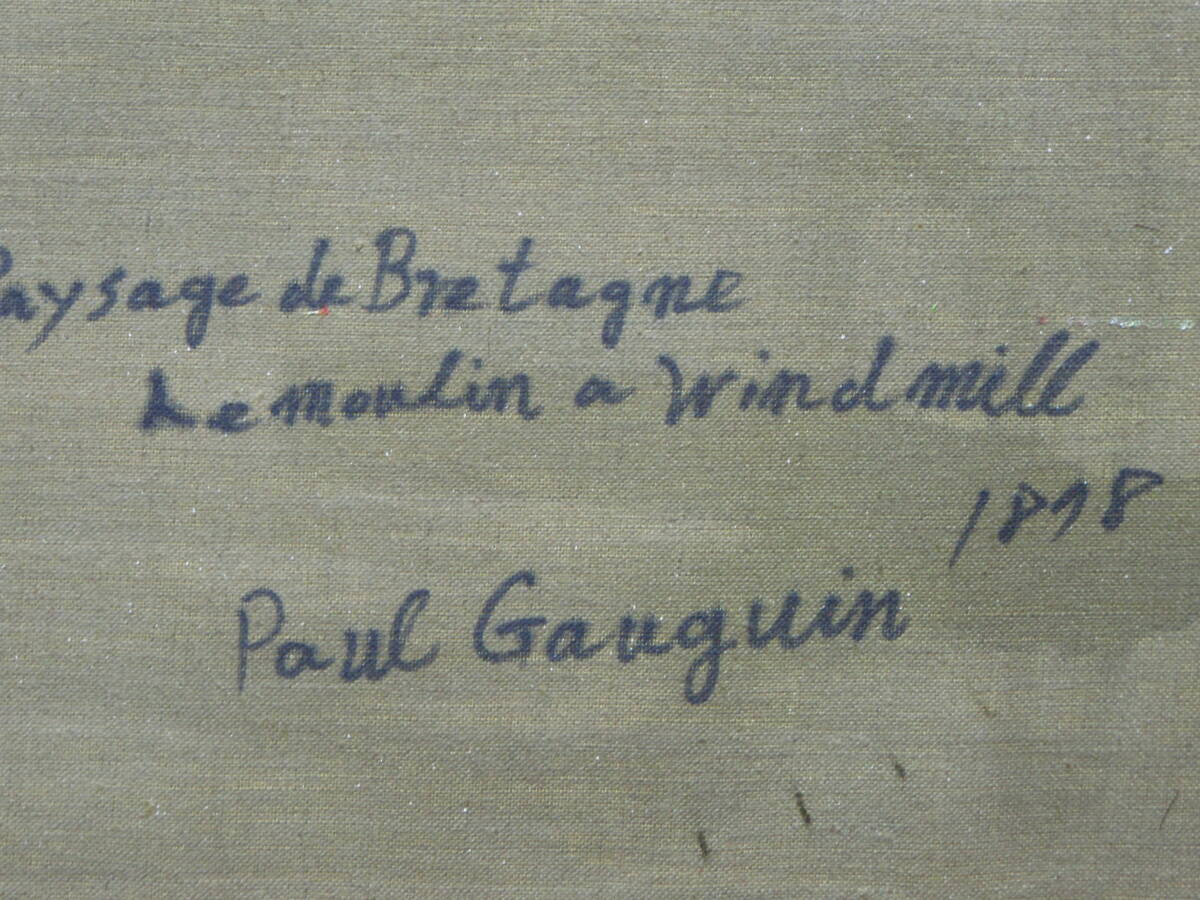 Paysage de Bretagne
Le moulin a windmill
1898
Paul Gauguin